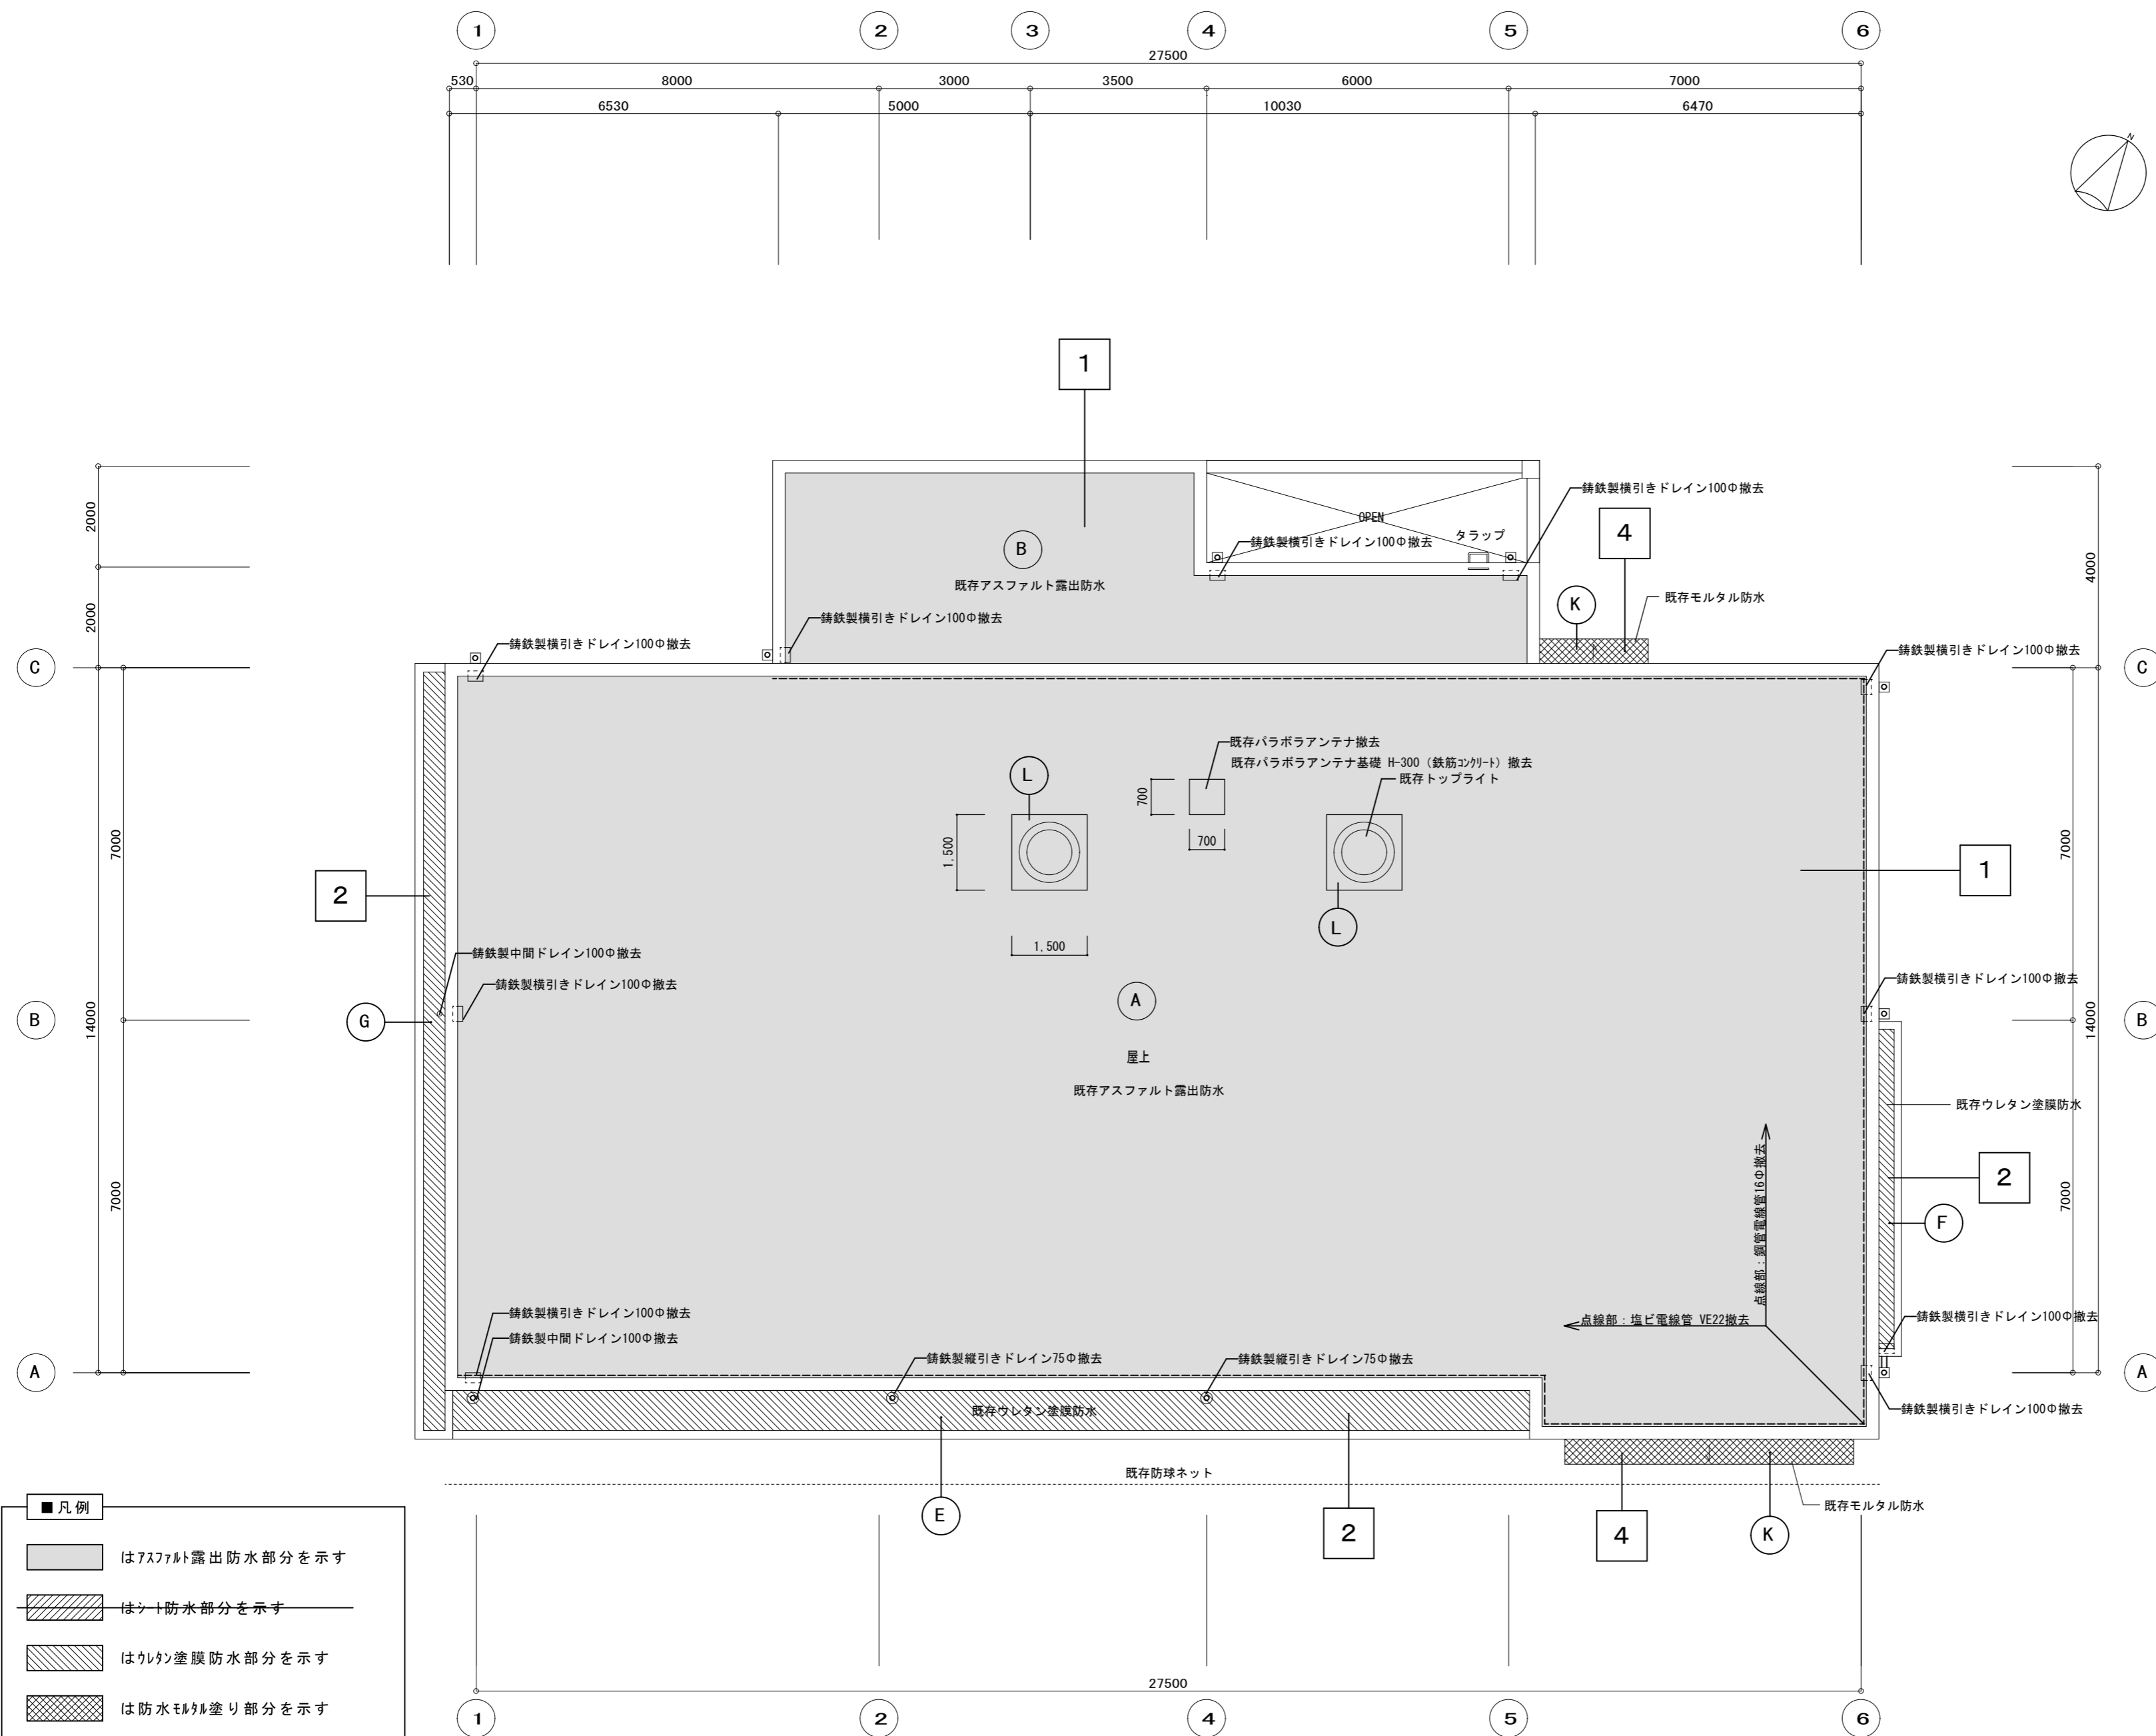 1 2 3 4 5 6
27500
530 8000 3000 3500 6000 7000
6530 5000 10030 6470
N
1
2000
2000
4000
B
既存アスファルト露出防水
OPEN
タラップ
鋳鉄製横引きドレイン100Φ撤去
鋳鉄製横引きドレイン100Φ撤去
4
K
既存モルタル防水
鋳鉄製横引きドレイン100Φ撤去
鋳鉄製横引きドレイン100Φ撤去
鋳鉄製横引きドレイン100Φ撤去
C
C
既存パラボラアンテナ撤去
既存パラボラアンテナ基礎 H-300（鉄筋コンクリート）撤去
既存トップライト
L
700
700
1,500
1,500
L
7000
7000
1
2
鋳鉄製中間ドレイン100Φ撤去
鋳鉄製横引きドレイン100Φ撤去
鋳鉄製横引きドレイン100Φ撤去
G
A
屋上
既存アスファルト露出防水
B
B
14000
14000
既存ウレタン塗膜防水
2
F
7000
7000
点線部：鋼管電線管16Φ撤去
点線部：塩ビ電線管 VE22撤去
鋳鉄製横引きドレイン100Φ撤去
鋳鉄製中間ドレイン100Φ撤去
鋳鉄製縦引きドレイン75Φ撤去
鋳鉄製縦引きドレイン75Φ撤去
鋳鉄製横引きドレイン100Φ撤去
鋳鉄製横引きドレイン100Φ撤去
A
A
既存ウレタン塗膜防水
既存防球ネット
E
2
4
K
既存モルタル防水
■凡例
はアスファルト露出防水部分を示す
はシート防水部分を示す
はウレタン塗膜防水部分を示す
は防水モルタル塗り部分を示す
27500
1 2 4 5 6